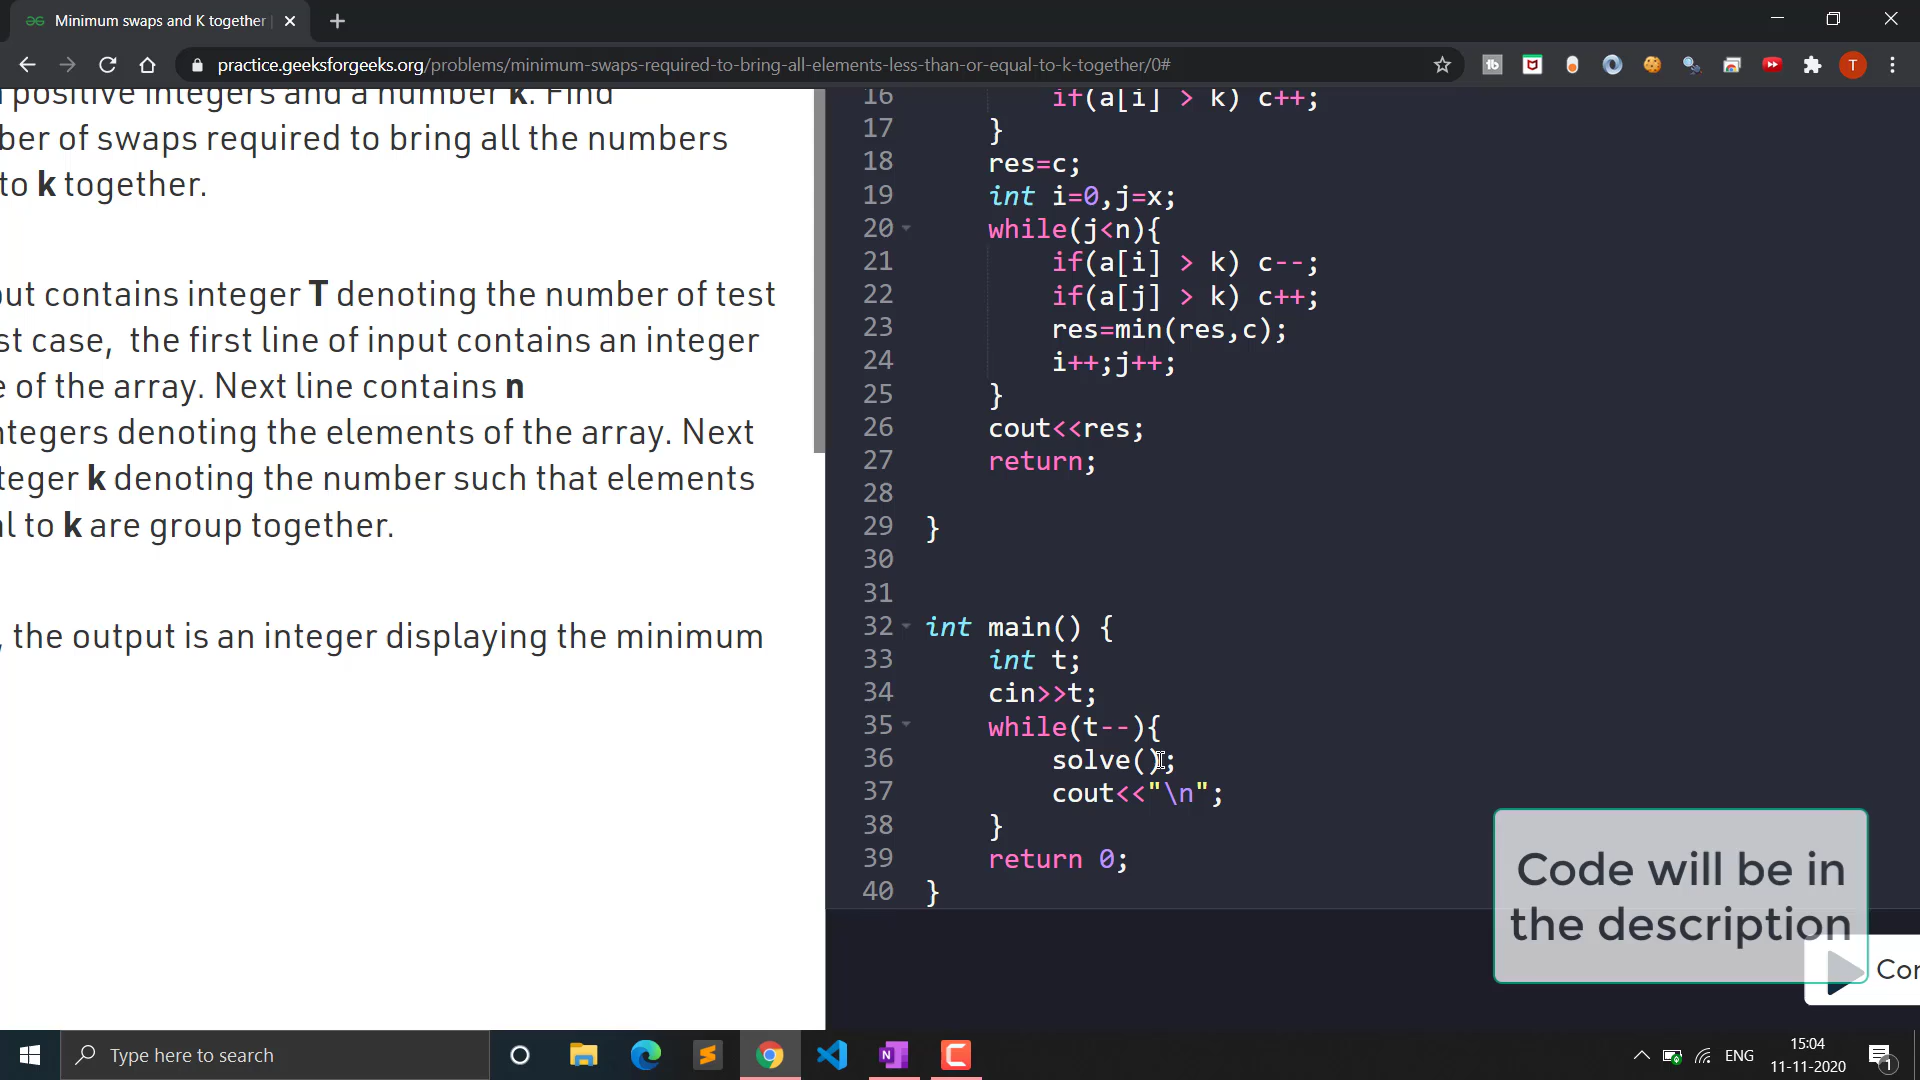 Minimum swaps and K together
practice.geeksforgeeks.org/problems/minimum-swaps-required-to-bring-all-elements-less-than-or-equal-to-k-together/0#
T
positive integers and a number k. Find
ber of swaps required to bring all the numbers
to k together.
out contains integer T denoting the number of test
st case, the first line of input contains an integer
e of the array. Next line contains n
ntegers denoting the elements of the array. Next
teger k denoting the number such that elements
al to k are group together.
, the output is an integer displaying the minimum
16 if(a[i] > k) c++;
17 }
18 res=c;
19 int i=0,j=x;
20 while(j<n){
21 if(a[i] > k) c--;
22 if(a[j] > k) c++;
23 res=min(res,c);
24 i++;j++;
25 }
26 cout<<res;
27 return;
28
29 }
30
31
32 int main() {
33 int t;
34 cin>>t;
35 while(t--){
36 solve();
37 cout<<"\n";
38 }
39 return 0;
40 }
Code will be in
the description
Cor
Type here to search
ENG
15:04
11-11-2020
1